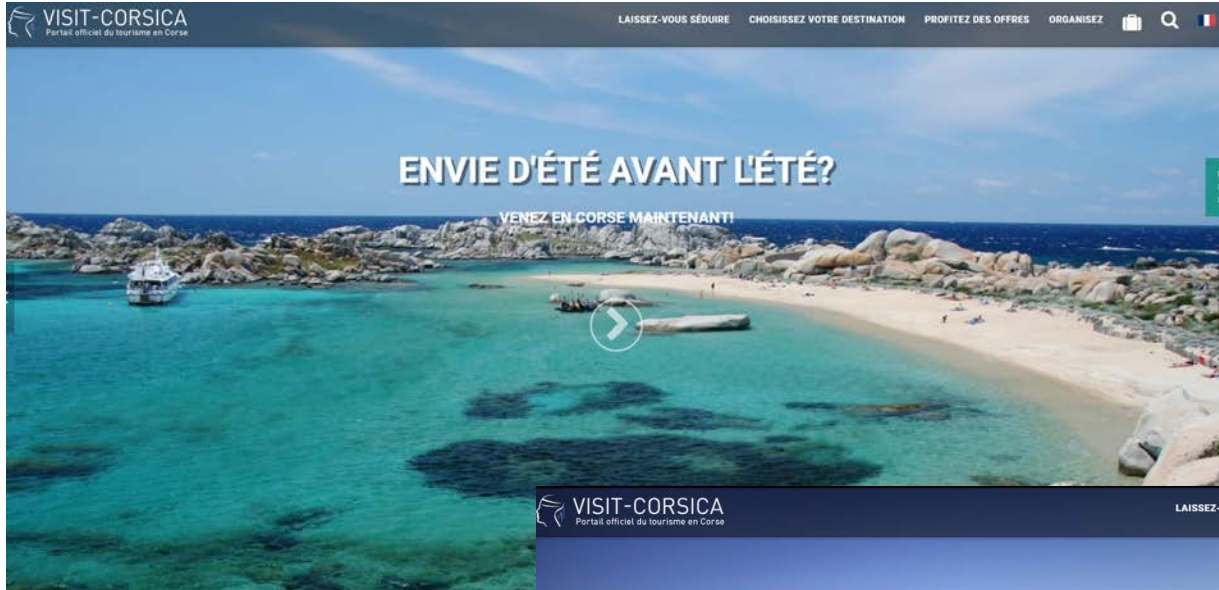 VISIT-CORSICA
Portail officiel du tourisme en Corse
LAISSEZ-VOUS SÉDUIRE CHOISISSEZ VOTRE DESTINATION PROFITEZ DES OFFRES ORGANISEZ
ENVIE D'ÉTÉ AVANT L'ÉTÉ?
VENEZ EN CORSE MAINTENANT!
VISIT-CORSICA
Portail officiel du tourisme en Corse
LAISSEZ-